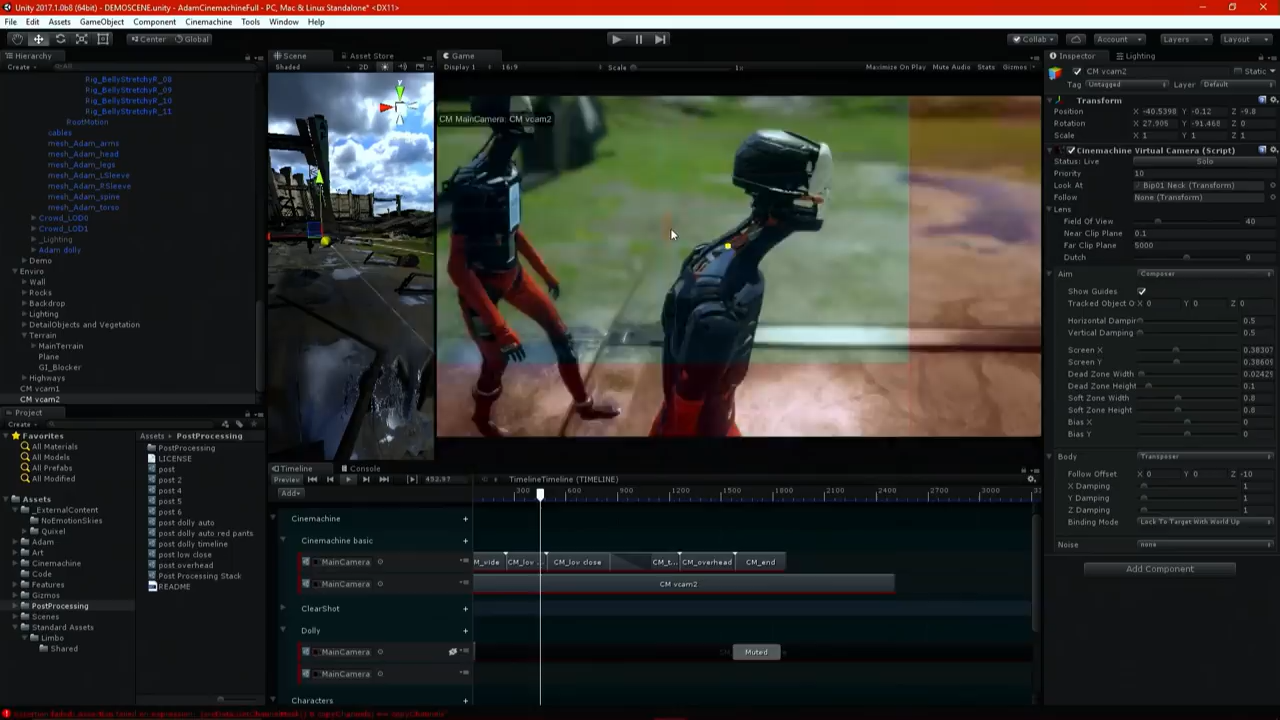 Unity 2017.1.0b8 (64bit) - DEMOSCENE.unity - AdamCinemachineFull - PC, Mac & Linux Standalone* <DX11>
File Edit Assets GameObject Component Cinemachine Tools Window Help
Center Global Collab Account Layers Layout
Hierarchy
Create All
Rig_BellyStretchyR_08
Rig_BellyStretchyR_09
Rig_BellyStretchyR_10
Rig_BellyStretchyR_11
RootMotion
cables
mesh_Adam_arms
mesh_Adam_head
mesh_Adam_legs
mesh_Adam_LSleeve
mesh_Adam_RSleeve
mesh_Adam_spine
mesh_Adam_torso
Crowd_LOD0
Crowd_LOD1
_Lighting
Adam dolly
Demo
Enviro
Wall
Rocks
Backdrop
Lighting
DetailObjects and Vegetation
Terrain
MainTerrain
Plane
GI_Blocker
Highways
CM vcam1
CM vcam2
Scene Asset Store
Shaded 2D
Game
Display 1 16:9 Scale 1x Maximize On Play Mute Audio Stats Gizmos
CM MainCamera: CM vcam2
Inspector Lighting
CM vcam2 Static
Tag Untagged Layer Default
Transform
Position X -40.5398 Y -0.12 Z -9.8
Rotation X 27.905 Y -91.468 Z 0
Scale X 1 Y 1 Z 1
Cinemachine Virtual Camera (Script)
Status: Live Solo
Priority 10
Look At Bip01 Neck (Transform)
Follow None (Transform)
Lens
Field Of View 40
Near Clip Plane 0.1
Far Clip Plane 5000
Dutch 0
Aim Composer
Show Guides
Tracked Object O X 0 Y 0 Z 0
Horizontal Dampir 0.5
Vertical Damping 0.5
Screen X 0.38307
Screen Y 0.38609
Dead Zone Width 0.02429
Dead Zone Height 0.1
Soft Zone Width 0.8
Soft Zone Height 0.8
Bias X 0
Bias Y 0
Body Transposer
Follow Offset X 0 Y 0 Z -10
X Damping 1
Y Damping 1
Z Damping 1
Binding Mode Lock To Target With World Up
Noise none
Add Component
Project
Create
Favorites
All Materials
All Models
All Prefabs
All Modified
Assets
_ExternalContent
NoEmotionSkies
Quixel
Adam
Art
Cinemachine
Code
Features
Gizmos
PostProcessing
Scenes
Standard Assets
Limbo
Shared
Assets PostProcessing
PostProcessing
LICENSE
post
post 2
post 4
post 5
post 6
post dolly auto
post dolly auto red pants
post dolly timeline
post low close
post overhead
Post Processing Stack
README
Timeline Console
Preview 493.97 TimelineTimeline (TIMELINE)
Add 300 600 900 1200 1500 1800 2100 2400 2700 3000
Cinemachine
Cinemachine basic
MainCamera CM_low close CM_t... CM_overhead CM_end
MainCamera CM vcam2
ClearShot
Dolly
MainCamera Muted
MainCamera
Characters